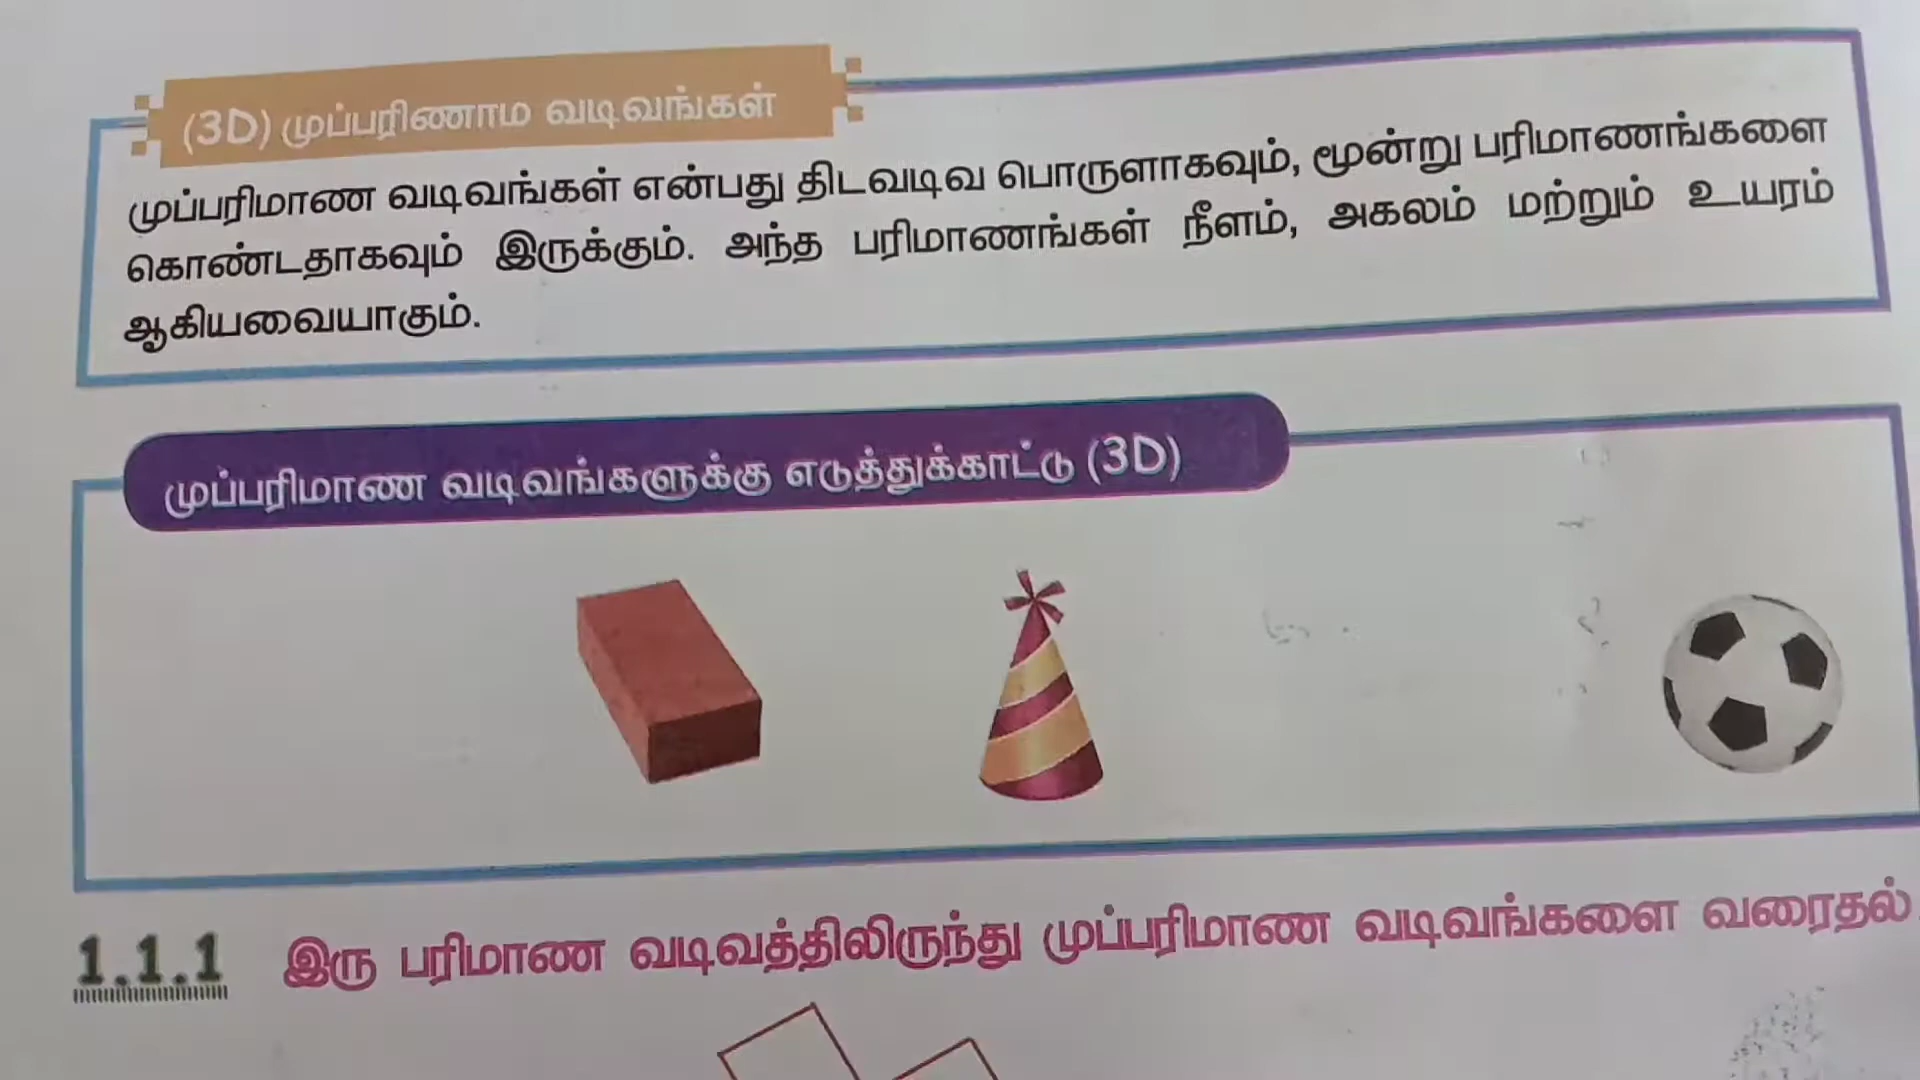 (3D) முப்பரிணாம வடிவங்கள்
முப்பரிமாண வடிவங்கள் என்பது திடவடிவ பொருளாகவும், மூன்று பரிமாணங்களை
கொண்டதாகவும் இருக்கும். அந்த பரிமாணங்கள் நீளம், அகலம் மற்றும் உயரம்
ஆகியவையாகும்.
முப்பரிமாண வடிவங்களுக்கு எடுத்துக்காட்டு (3D)
1.1.1 இரு பரிமாண வடிவத்திலிருந்து முப்பரிமாண வடிவங்களை வரைதல்